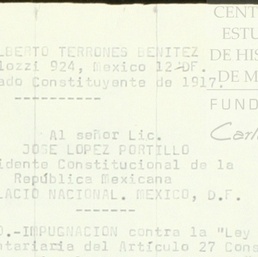 CENT
ESTU
DE HIS
DE M
FUND
Carl
LBERTO TERRONES BENITEZ
lozzi 924, Mexico 12 DF.
ado Constituyente de 1917.
----------
Al señor Lic.
JOSE LOPEZ PORTILLO
idente Constitucional de la
República Mexicana
LACIO NACIONAL. MEXICO, D.F.
-------
O.-IMPUGNACION contra la "Ley
etariaria del Artículo 27 Cons